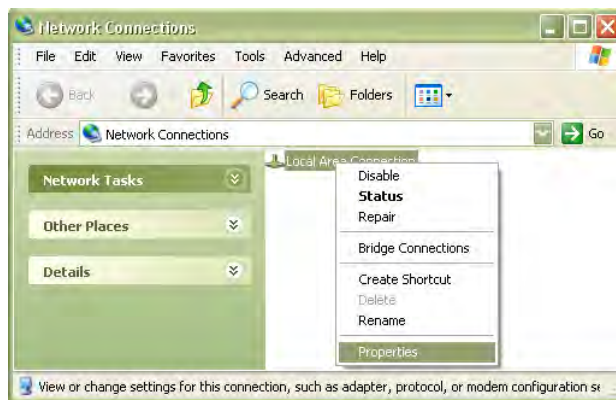 Network Connections
File Edit View Favorites Tools Advanced Help
Back Search Folders
Address Network Connections Go
Network Tasks
Other Places
Details
Local Area Connection
Disable
Status
Repair
Bridge Connections
Create Shortcut
Delete
Rename
Properties
View or change settings for this connection, such as adapter, protocol, or modem configuration se